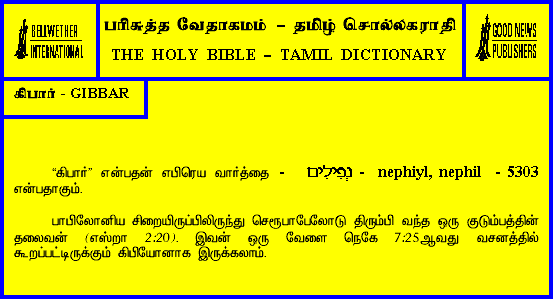 BELLWETHER
INTERNATIONAL
பரிசுத்த வேதாகமம் – தமிழ் சொல்லகராதி
THE HOLY BIBLE – TAMIL DICTIONARY
GOOD NEWS
PUBLISHERS
கிபார் - GIBBAR
“கிபார்” என்பதன் எபிரெய வார்த்தை - נְפִילִים - nephiyl, nephil - 5303
என்பதாகும்.
பாபிலோனிய சிறையிருப்பிலிருந்து செரூபாபேலோடு திரும்பி வந்த ஒரு குடும்பத்தின்
தலைவன் (எஸ்றா 2:20). இவன் ஒரு வேளை நெகே 7:25ஆவது வசனத்தில்
கூறப்பட்டிருக்கும் கிபியோனாக இருக்கலாம்.